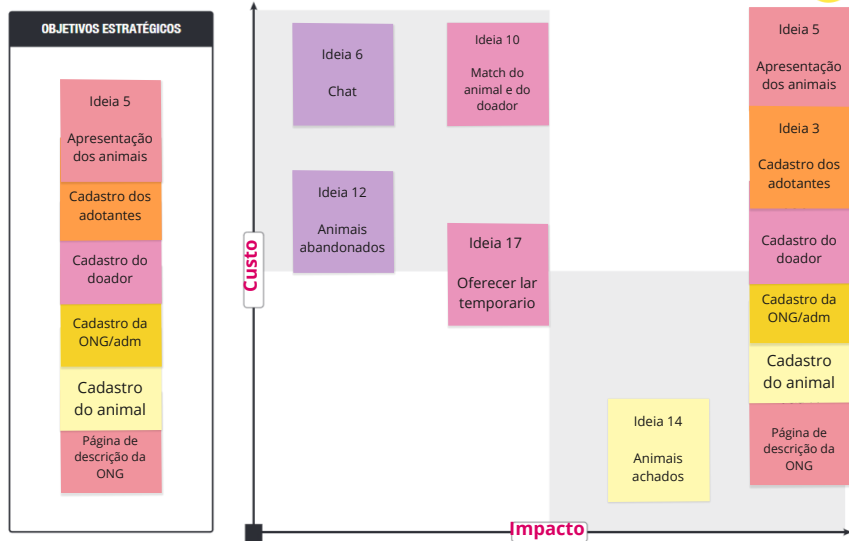 OBJETIVOS ESTRATÉGICOS
Ideia 5
Apresentação
dos animais
Cadastro dos
adotantes
Cadastro do
doador
Cadastro da
ONG/adm
Cadastro
do animal
Página de
descrição da
ONG
Custo
Ideia 6
Chat
Ideia 10
Match do
animal e do
doador
Ideia 12
Animais
abandonados
Ideia 17
Oferecer lar
temporario
Ideia 14
Animais
achados
Ideia 5
Apresentação
dos animais
Ideia 3
Cadastro dos
adotantes
Cadastro do
doador
Cadastro da
ONG/adm
Cadastro
do animal
Página de
descrição da
ONG
Impacto